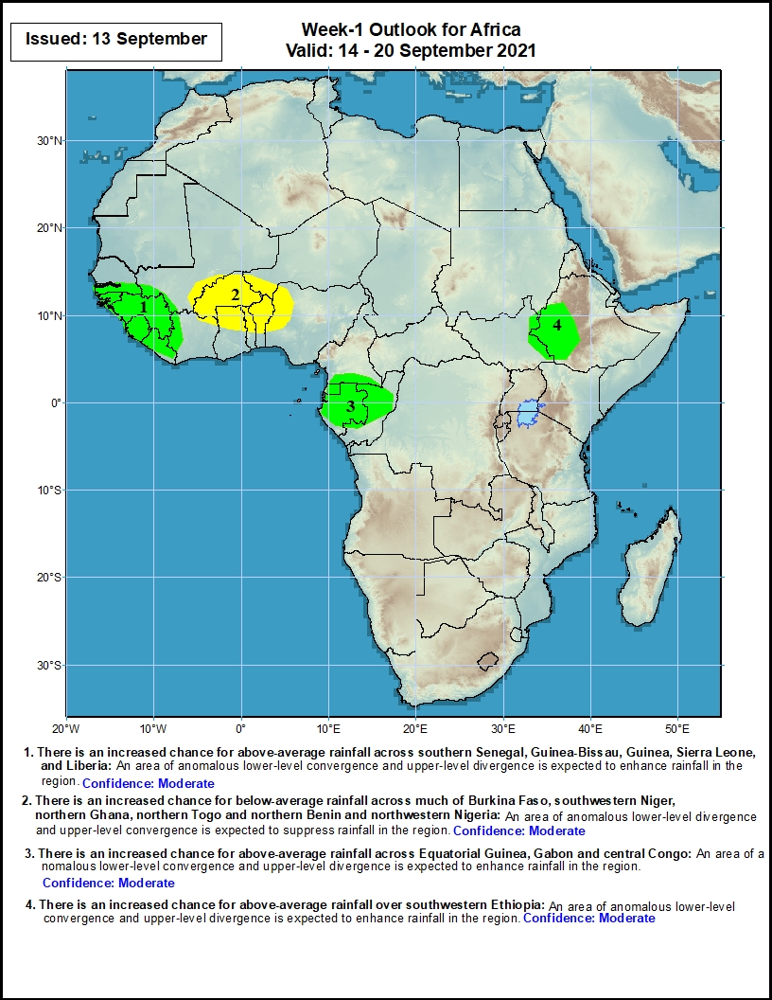 Issued: 13 September
Week-1 Outlook for Africa
Valid: 14 - 20 September 2021
30°N
20°N
10°N
0°
10°S
20°S
30°S
1
2
3
4
20°W
10°W
0°
10°E
20°E
30°E
40°E
50°E
1. There is an increased chance for above-average rainfall across southern Senegal, Guinea-Bissau, Guinea, Sierra Leone,
and Liberia: An area of anomalous lower-level convergence and upper-level divergence is expected to enhance rainfall in the
region. Confidence: Moderate
2. There is an increased chance for below-average rainfall across much of Burkina Faso, southwestern Niger,
northern Ghana, northern Togo and northern Benin and northwestern Nigeria: An area of anomalous lower-level divergence
and upper-level convergence is expected to suppress rainfall in the region. Confidence: Moderate
3. There is an increased chance for above-average rainfall across Equatorial Guinea, Gabon and central Congo: An area of a
nomalous lower-level convergence and upper-level divergence is expected to enhance rainfall in the region.
Confidence: Moderate
4. There is an increased chance for above-average rainfall over southwestern Ethiopia: An area of anomalous lower-level
convergence and upper-level divergence is expected to enhance rainfall in the region. Confidence: Moderate